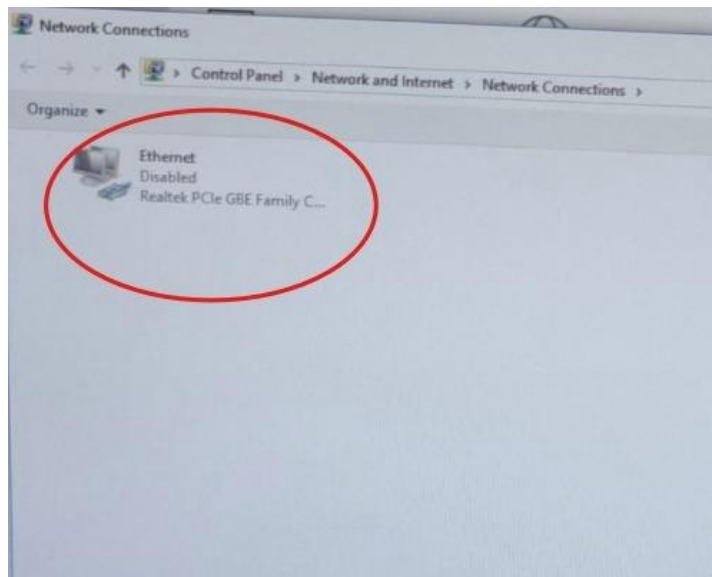 Network Connections
Control Panel > Network and Internet > Network Connections >
Organize
Ethernet
Disabled
Realtek PCIe GBE Family C...